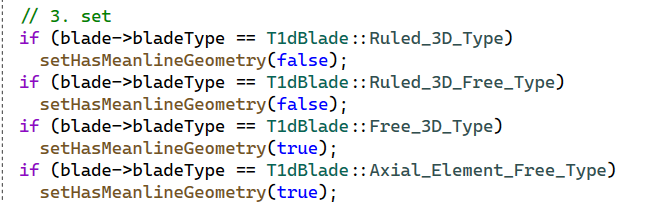 // 3. set
if (blade->bladeType == T1dBlade::Ruled_3D_Type)
  setHasMeanlineGeometry(false);
if (blade->bladeType == T1dBlade::Ruled_3D_Free_Type)
  setHasMeanlineGeometry(false);
if (blade->bladeType == T1dBlade::Free_3D_Type)
  setHasMeanlineGeometry(true);
if (blade->bladeType == T1dBlade::Axial_Element_Free_Type)
  setHasMeanlineGeometry(true);